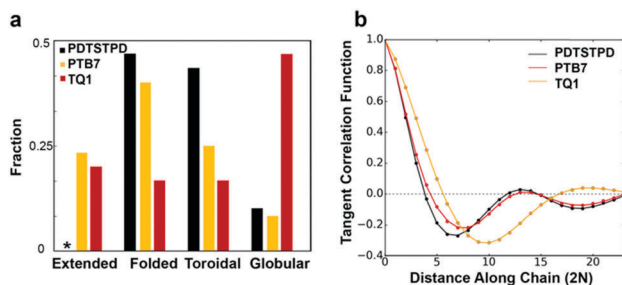 a
0.5
0.25
0
Fraction
PDTSTPD
PTB7
TQ1
*
Extended Folded Toroidal Globular
b
1.0
0.8
0.6
0.4
0.2
0.0
−0.2
−0.4
Tangent Correlation Function
PDTSTPD
PTB7
TQ1
0 5 10 15 20
Distance Along Chain (2N)